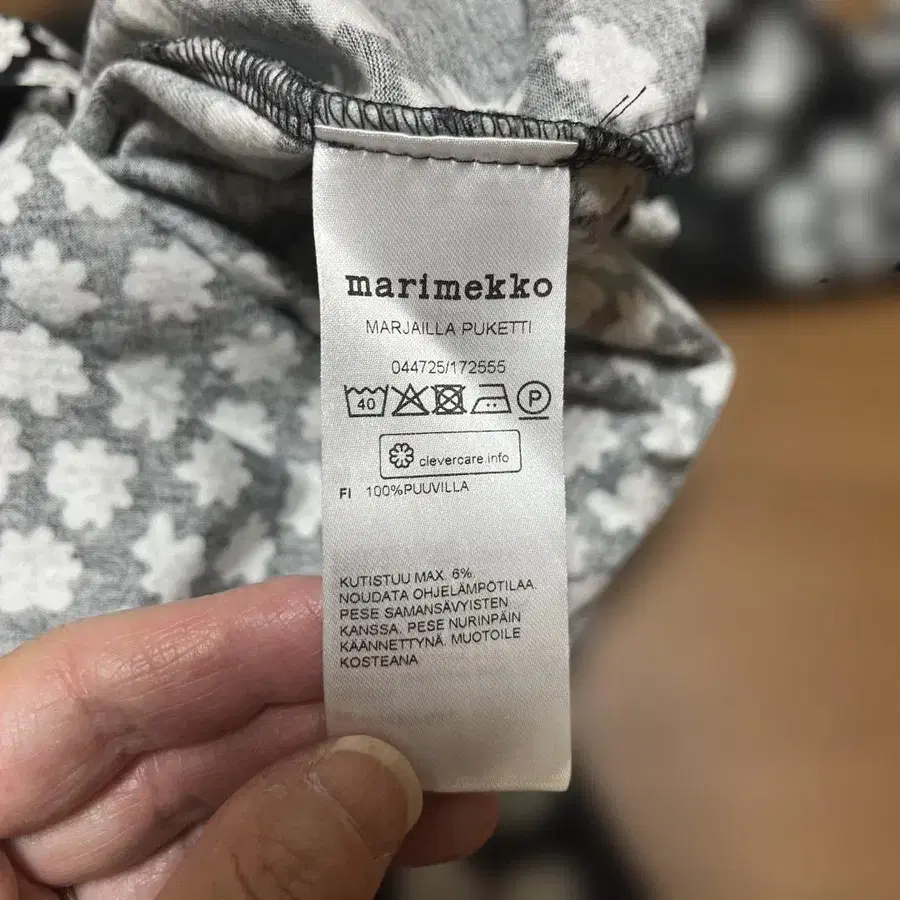 marimekko
MARJAILLA PUKETTI
044725/172555
40 P
clevercare.info
FI 100%PUUVILLA
KUTISTUU MAX. 6%.
NOUDATA OHJELÄMPÖTILAA.
PESE SAMANSÄVYISTEN
KANSSA. PESE NURINPÄIN
KÄÄNNETTYNÄ. MUOTOILE
KOSTEANA